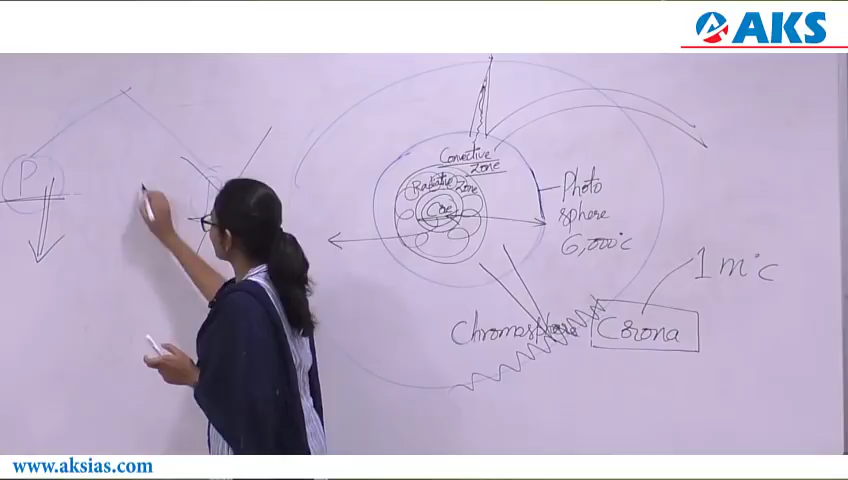 AKS
P
Convective
Zone
Radiative Zone
Core
Photo
sphere
6,000°C
1 m°C
Chromosphere
Corona
www.aksias.com